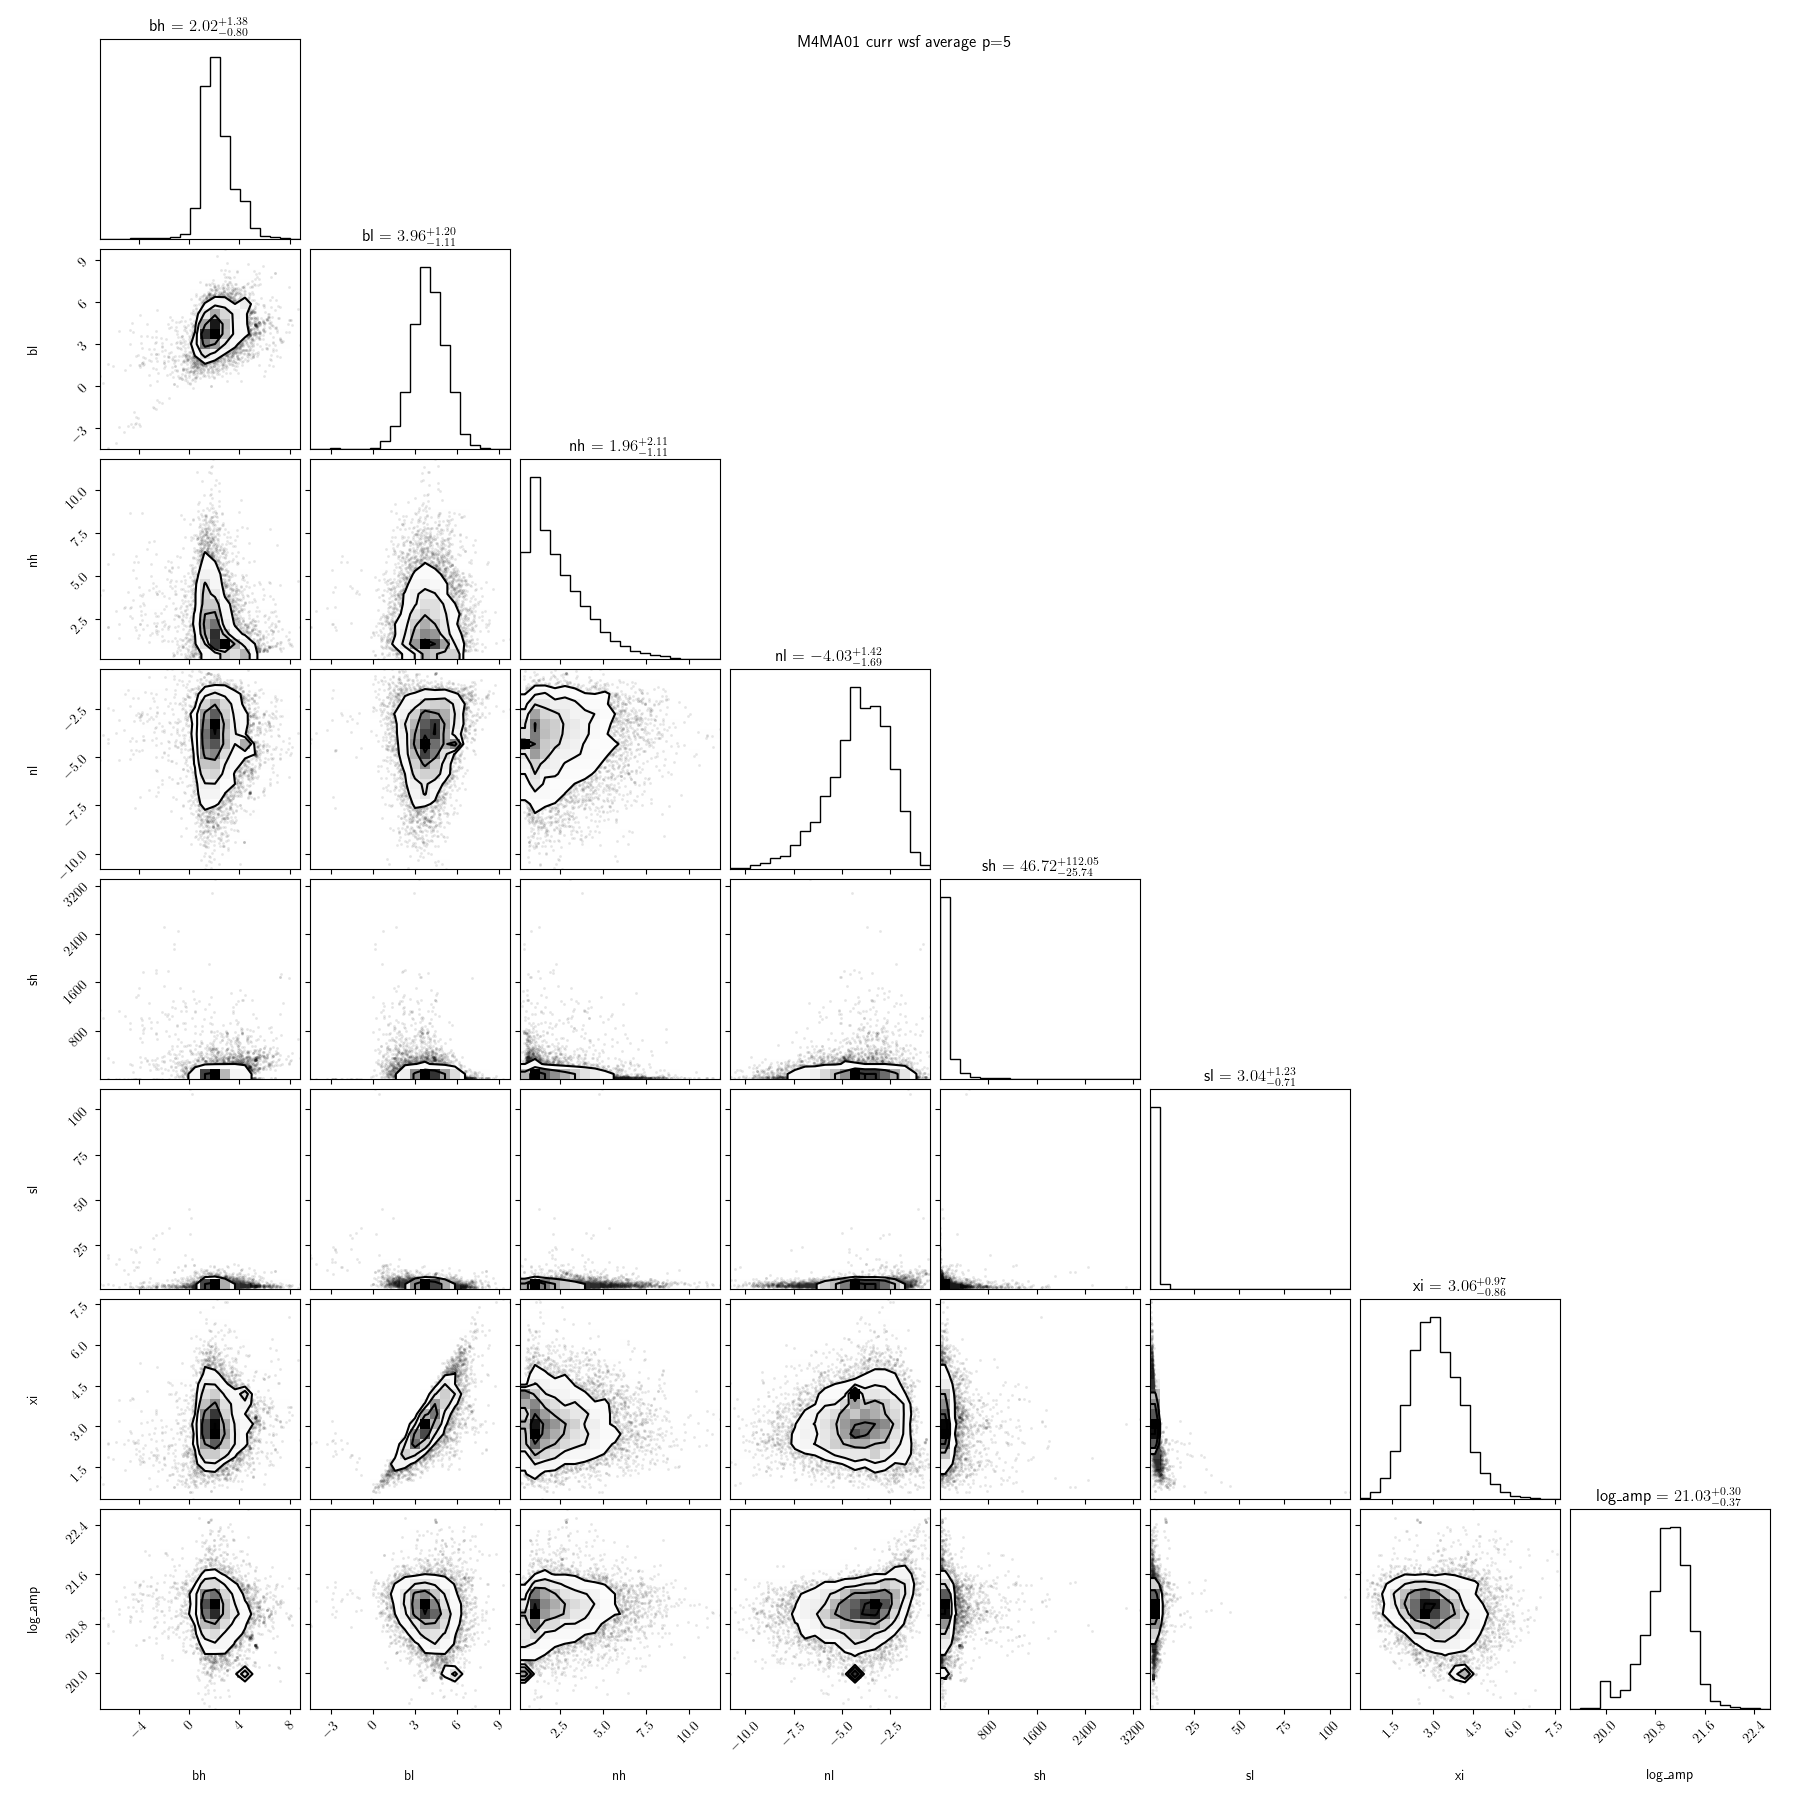 M4MA01 curr wsf average p=5
bh = 2.02+1.38−0.80
bl = 3.96+1.20−1.11
9
6
3
0
−3
bl
nh = 1.96+2.11−1.11
10.0
7.5
5.0
2.5
nh
nl = −4.03+1.42−1.69
−2.5
−5.0
−7.5
−10.0
nl
sh = 46.72+112.05−25.74
3200
2400
1600
800
sh
sl = 3.04+1.23−0.71
100
75
50
25
sl
xi = 3.06+0.97−0.86
7.5
6.0
4.5
3.0
1.5
xi
log_amp = 21.03+0.30−0.37
22.4
21.6
20.8
20.0
log_amp
−4 0 4 8 −3 0 3 6 9 2.5 5.0 7.5 10.0 −10.0 −7.5 −5.0 −2.5 800 1600 2400 3200 25 50 75 100 1.5 3.0 4.5 6.0 7.5 20.0 20.8 21.6 22.4
bh bl nh nl sh sl xi log_amp